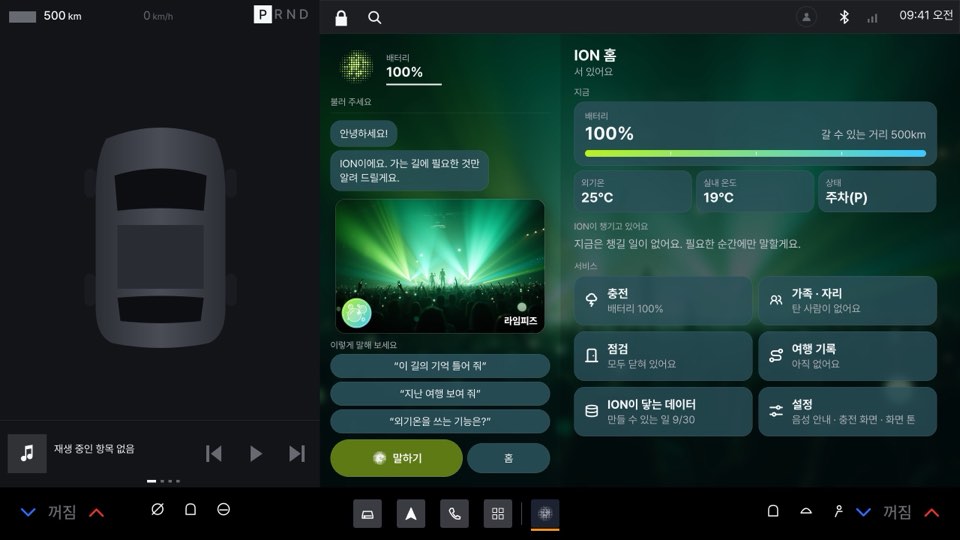 500 km
0 km/h
P R N D
09:41 오전
배터리
100%
불러 주세요
안녕하세요!
ION이에요. 가는 길에 필요한 것만
알려 드릴게요.
라임피즈
이렇게 말해 보세요
“이 길의 기억 틀어 줘”
“지난 여행 보여 줘”
“외기온을 쓰는 기능은?”
말하기
홈
ION 홈
서 있어요
지금
배터리
100%
갈 수 있는 거리 500km
외기온
25°C
실내 온도
19°C
상태
주차(P)
ION이 챙기고 있어요
지금은 챙길 일이 없어요. 필요한 순간에만 말할게요.
서비스
충전
배터리 100%
가족 · 자리
탄 사람이 없어요
점검
모두 닫혀 있어요
여행 기록
아직 없어요
ION이 닿는 데이터
만들 수 있는 일 9/30
설정
음성 안내 · 충전 화면 · 화면 톤
재생 중인 항목 없음
꺼짐
꺼짐